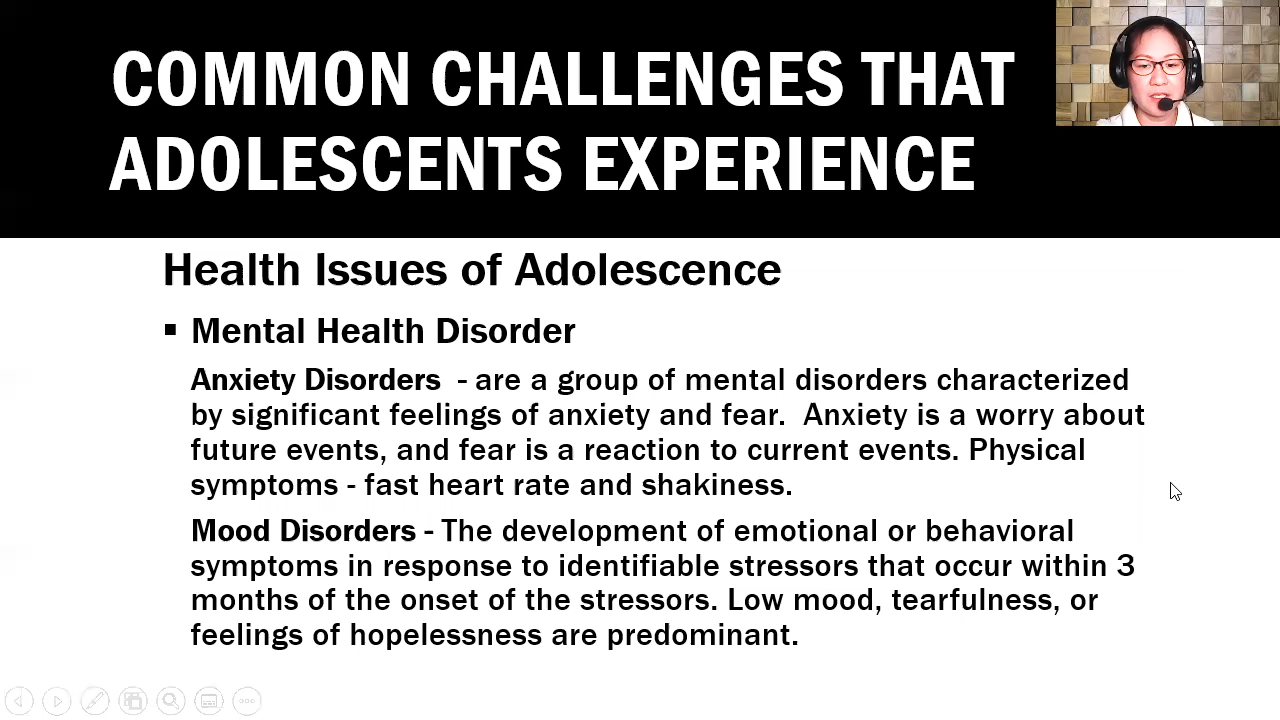 COMMON CHALLENGES THAT
ADOLESCENTS EXPERIENCE
Health Issues of Adolescence
▪ Mental Health Disorder
Anxiety Disorders  - are a group of mental disorders characterized
by significant feelings of anxiety and fear.  Anxiety is a worry about
future events, and fear is a reaction to current events. Physical
symptoms - fast heart rate and shakiness.
Mood Disorders - The development of emotional or behavioral
symptoms in response to identifiable stressors that occur within 3
months of the onset of the stressors. Low mood, tearfulness, or
feelings of hopelessness are predominant.